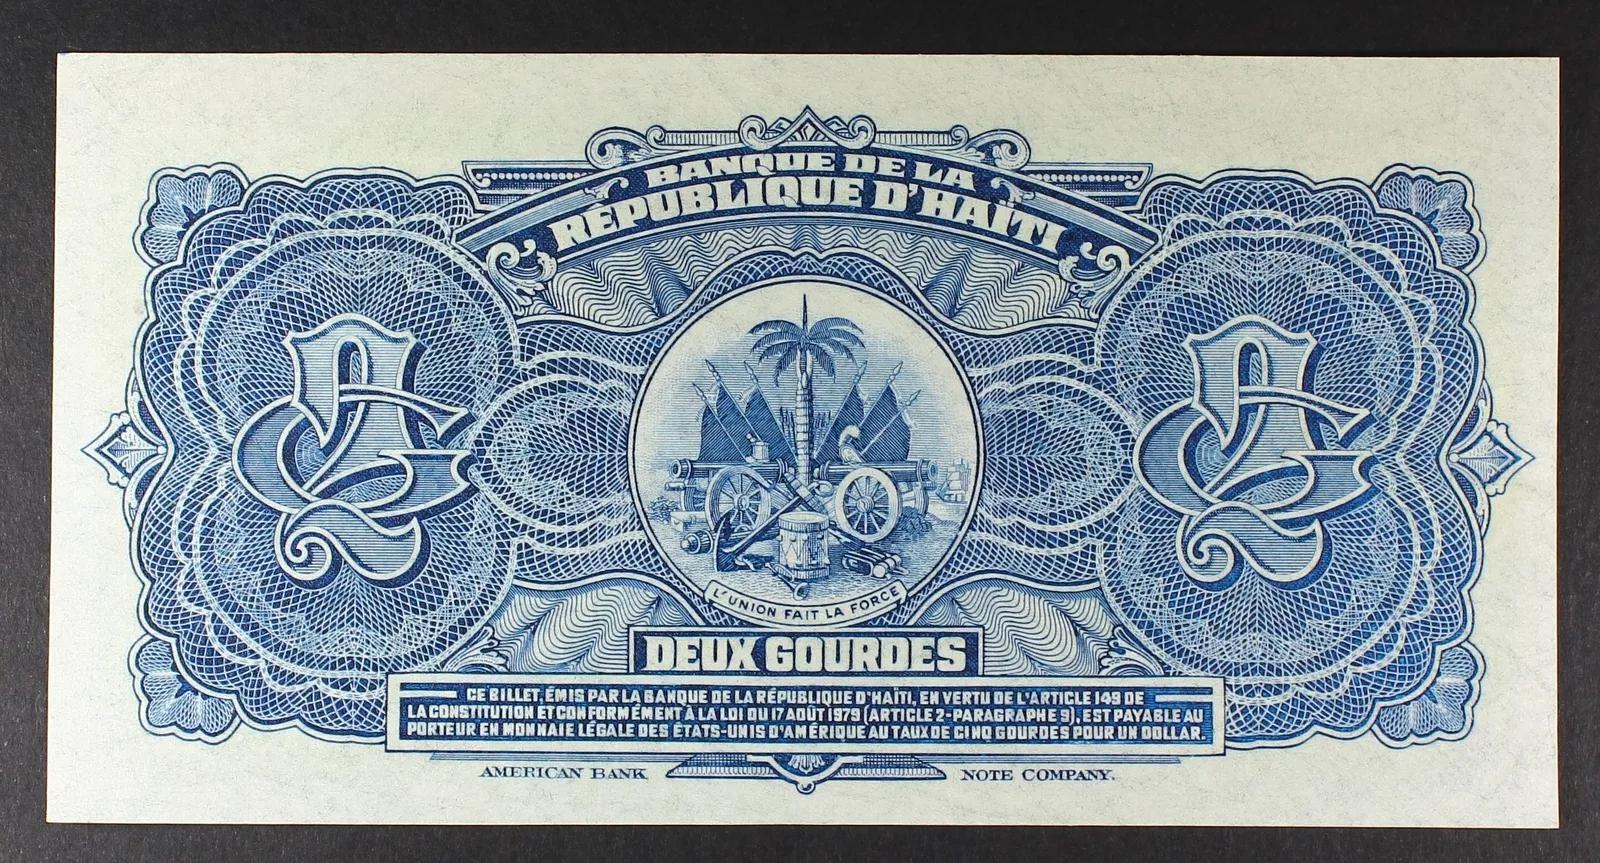 BANQUE DE LA
RÉPUBLIQUE D'HAÏTI
2
2
L'UNION FAIT LA FORCE
DEUX GOURDES
CE BILLET, ÉMIS PAR LA BANQUE DE LA RÉPUBLIQUE D'HAÏTI, EN VERTU DE L'ARTICLE 149 DE
LA CONSTITUTION ET CONFORMÉMENT À LA LOI DU 17 AOÛT 1979 (ARTICLE 2-PARAGRAPHE 9), EST PAYABLE AU
PORTEUR EN MONNAIE LÉGALE DES ÉTATS-UNIS D'AMÉRIQUE AU TAUX DE CINQ GOURDES POUR UN DOLLAR.
AMERICAN BANK NOTE COMPANY.